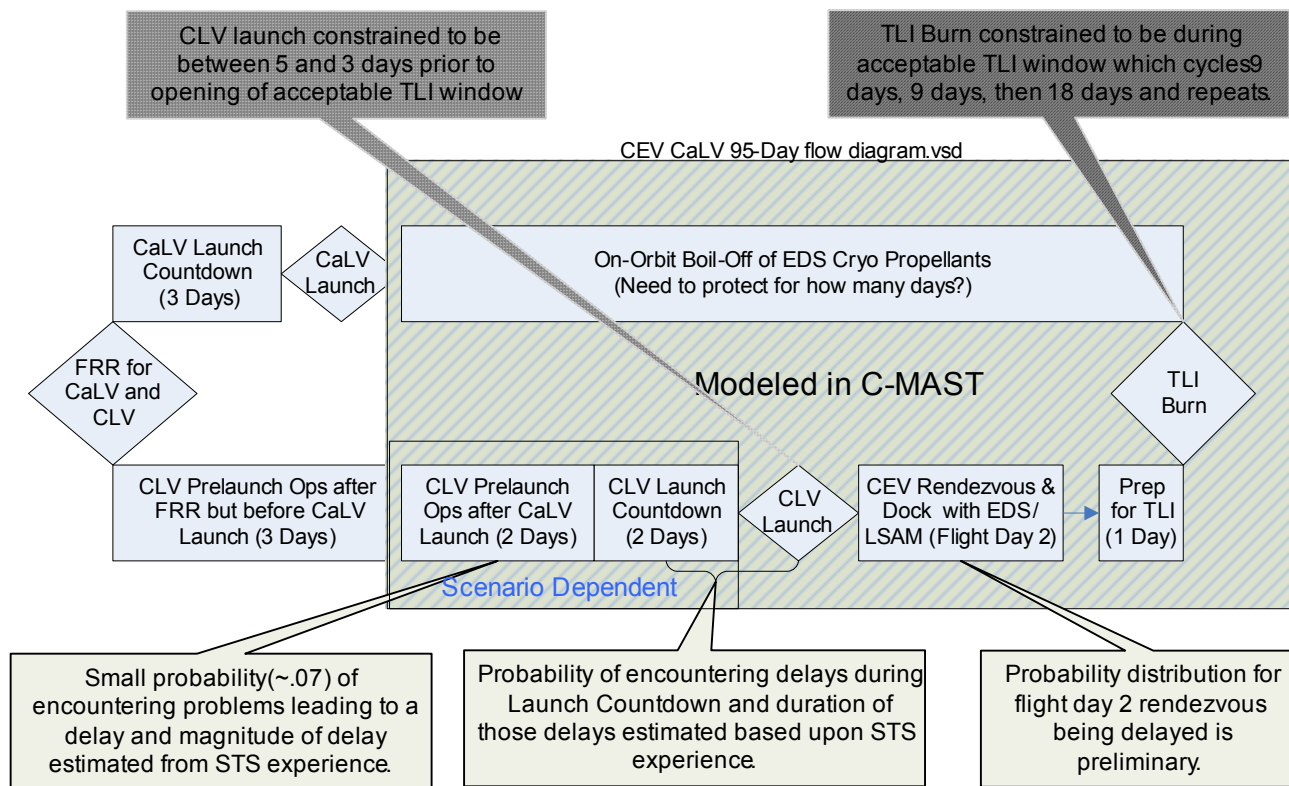 CLV launch constrained to be
between 5 and 3 days prior to
opening of acceptable TLI window
TLI Burn constrained to be during
acceptable TLI window which cycles9
days, 9 days, then 18 days and repeats.
CEV CaLV 95-Day flow diagram.vsd
CaLV Launch
Countdown
(3 Days)
CaLV
Launch
On-Orbit Boil-Off of EDS Cryo Propellants
(Need to protect for how many days?)
FRR for
CaLV and
CLV
Modeled in C-MAST
TLI
Burn
CLV Prelaunch Ops after
FRR but before CaLV
Launch (3 Days)
CLV Prelaunch
Ops after CaLV
Launch (2 Days)
CLV Launch
Countdown
(2 Days)
CLV
Launch
CEV Rendezvous &
Dock with EDS/
LSAM (Flight Day 2)
Prep
for TLI
(1 Day)
Scenario Dependent
Small probability(~.07) of
encountering problems leading to a
delay and magnitude of delay
estimated from STS experience.
Probability of encountering delays during
Launch Countdown and duration of
those delays estimated based upon STS
experience.
Probability distribution for
flight day 2 rendezvous
being delayed is
preliminary.